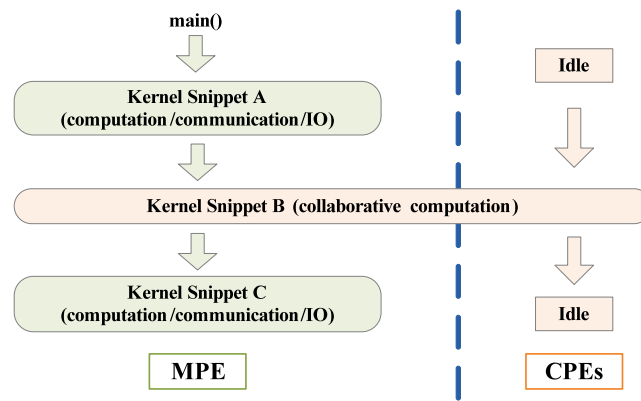 main()
Idle
Kernel Snippet A
(computation/communication/IO)
Kernel Snippet B (collaborative computation)
Kernel Snippet C
(computation/communication/IO)
Idle
MPE
CPEs